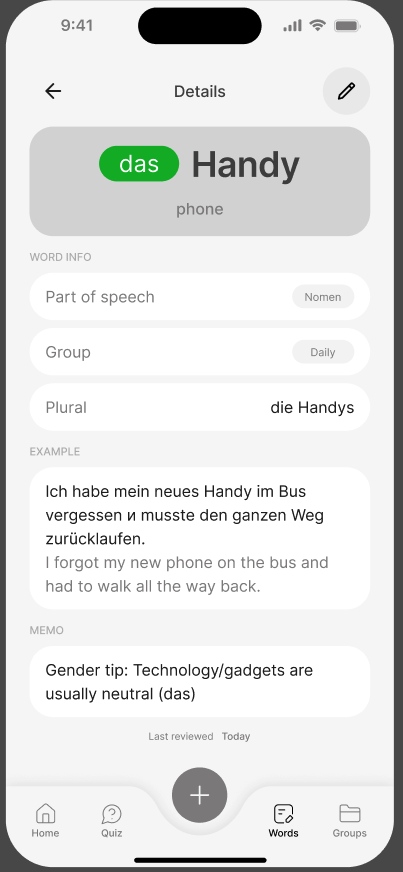 9:41
Details
das Handy
phone
WORD INFO
Part of speech Nomen
Group Daily
Plural die Handys
EXAMPLE
Ich habe mein neues Handy im Bus
vergessen и musste den ganzen Weg
zurücklaufen.
I forgot my new phone on the bus and
had to walk all the way back.
MEMO
Gender tip: Technology/gadgets are
usually neutral (das)
Last reviewed Today
Home Quiz Words Groups